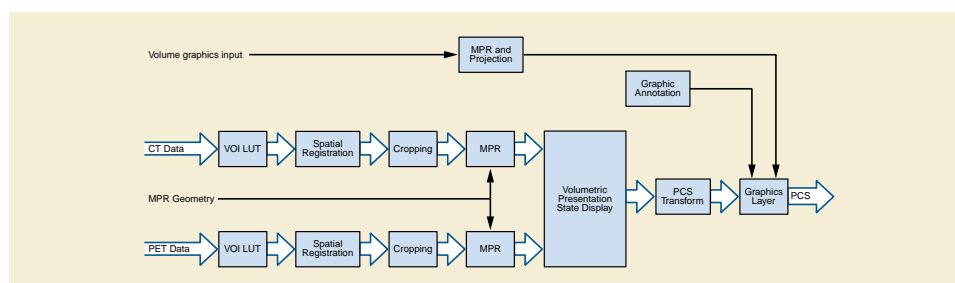 Volume graphics input
MPR and
Projection
Graphic
Annotation
CT Data
VOI LUT
Spatial
Registration
Cropping
MPR
MPR Geometry
Volumetric
Presentation
State Display
PCS
Transform
Graphics
Layer
PCS
PET Data
VOI LUT
Spatial
Registration
Cropping
MPR